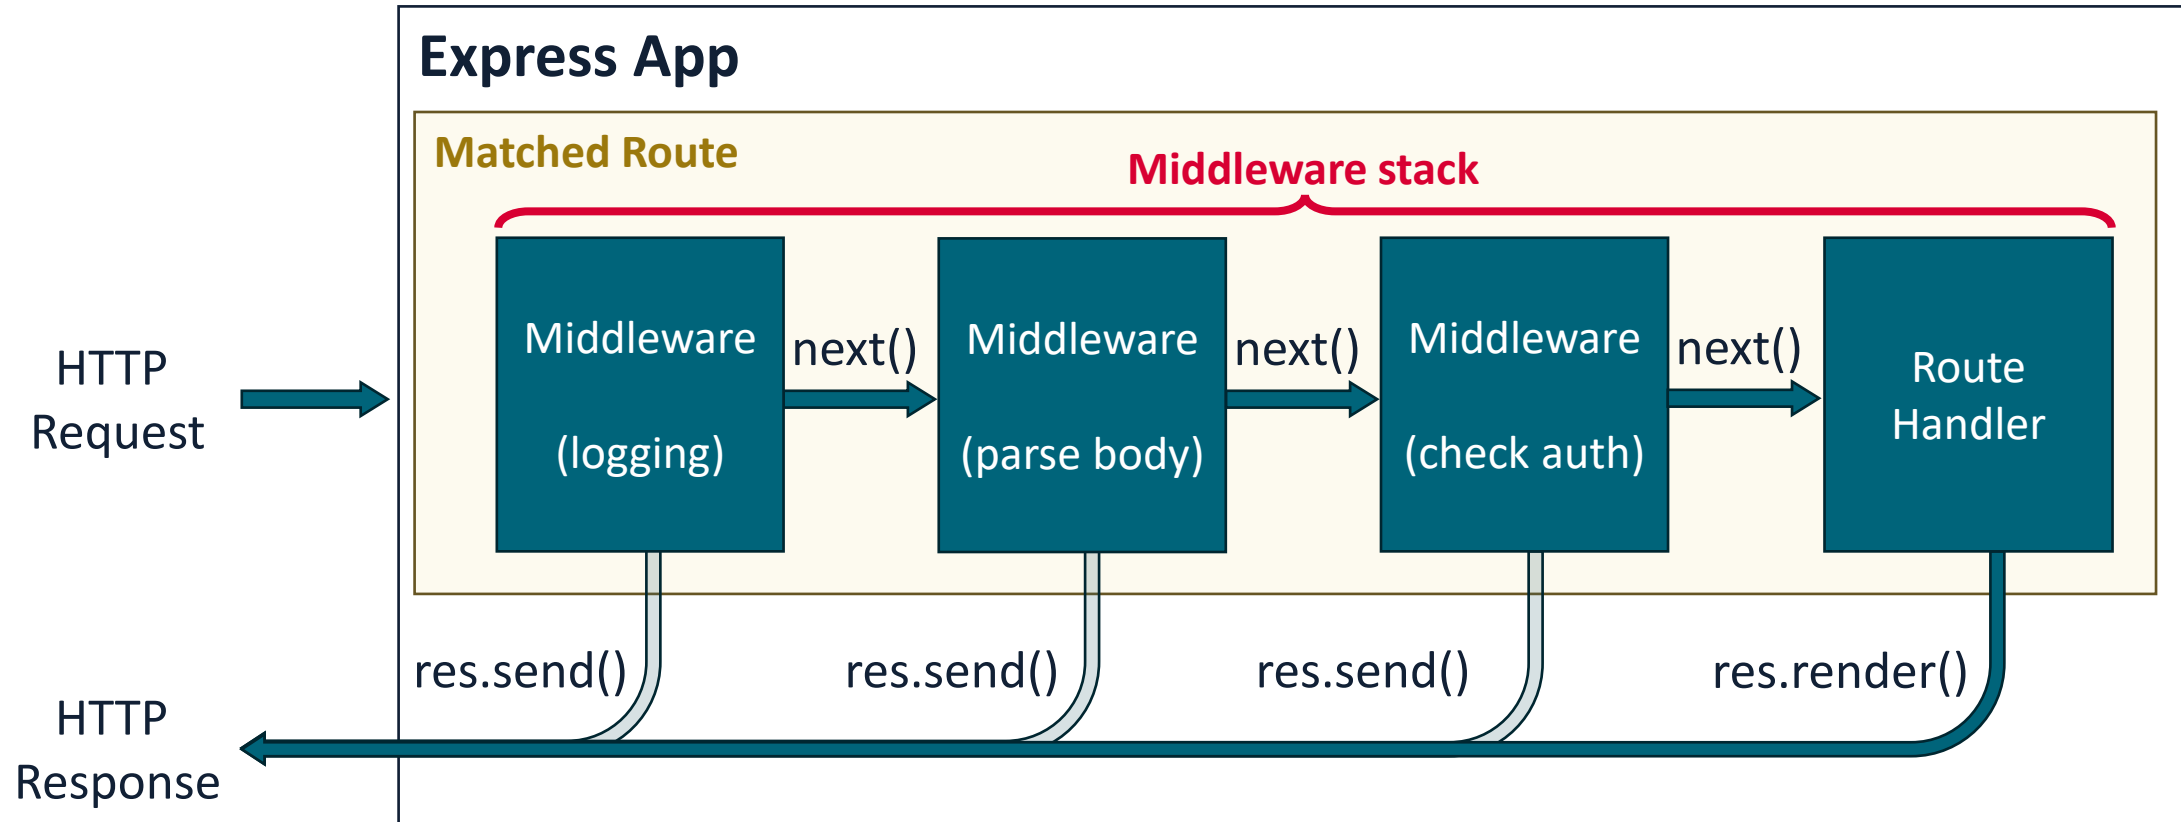 Express App
Matched Route
Middleware stack
HTTP
Request
Middleware
(logging)
next()
Middleware
(parse body)
next()
Middleware
(check auth)
next()
Route
Handler
res.send()
res.send()
res.send()
res.render()
HTTP
Response